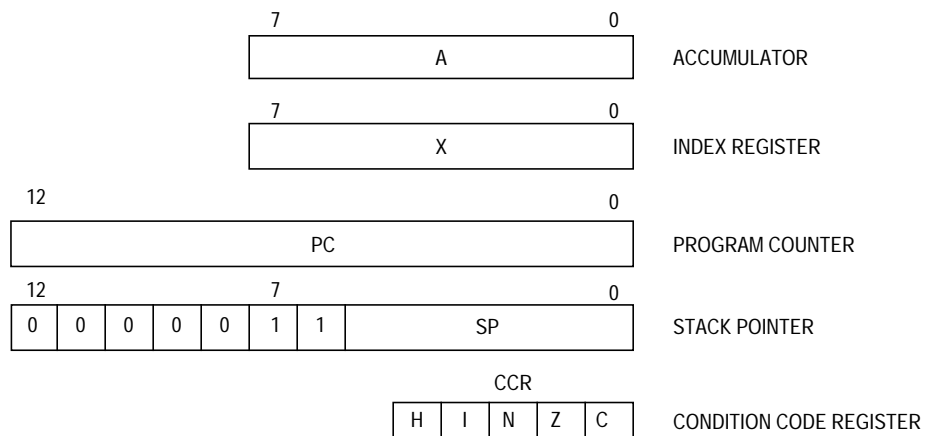 7 0
A ACCUMULATOR
7 0
X INDEX REGISTER
12 0
PC PROGRAM COUNTER
12 7 0
0 0 0 0 0 1 1 SP STACK POINTER
CCR
H I N Z C CONDITION CODE REGISTER